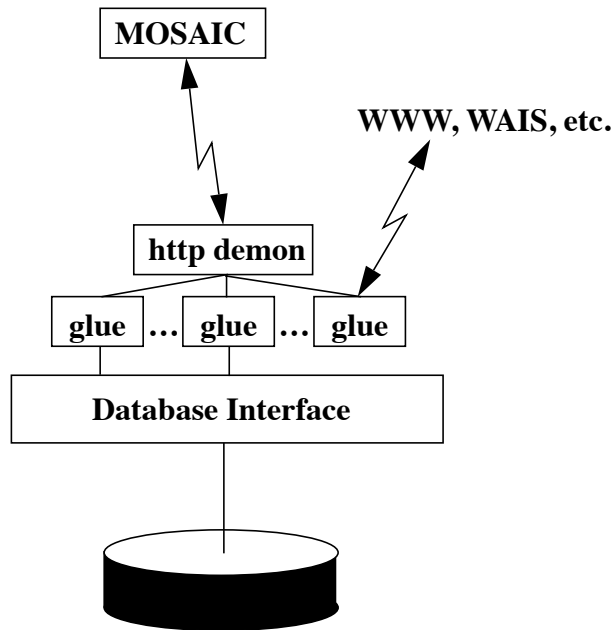 MOSAIC
WWW, WAIS, etc.
http demon
glue ... glue ... glue
Database Interface